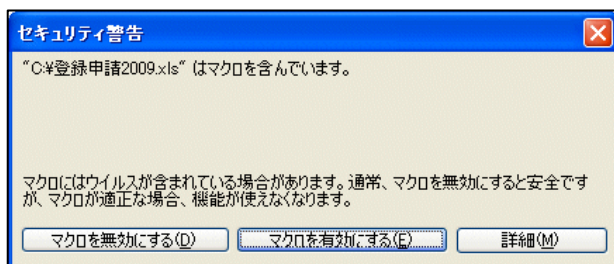 セキュリティ警告
"C:¥登録申請2009.xls" はマクロを含んでいます。
マクロにはウイルスが含まれている場合があります。通常、マクロを無効にすると安全です
が、マクロが適正な場合、機能が使えなくなります。
マクロを無効にする(D) マクロを有効にする(E) 詳細(M)